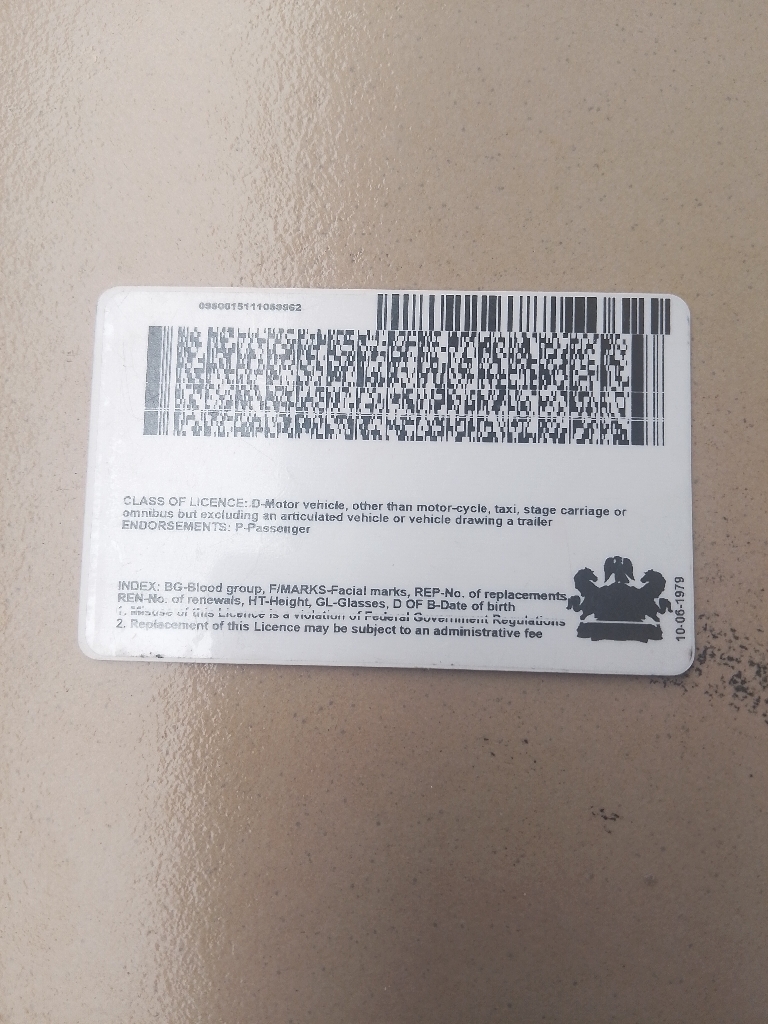 0980015111089962
CLASS OF LICENCE: D-Motor vehicle, other than motor-cycle, taxi, stage carriage or
omnibus but excluding an articulated vehicle or vehicle drawing a trailer
ENDORSEMENTS: P-Passenger
INDEX: BG-Blood group, F/MARKS-Facial marks, REP-No. of replacements,
REN-No. of renewals, HT-Height, GL-Glasses, D OF B-Date of birth
1. Misuse of this Licence is a violation of Federal Government Regulations
2. Replacement of this Licence may be subject to an administrative fee
10-06-1979